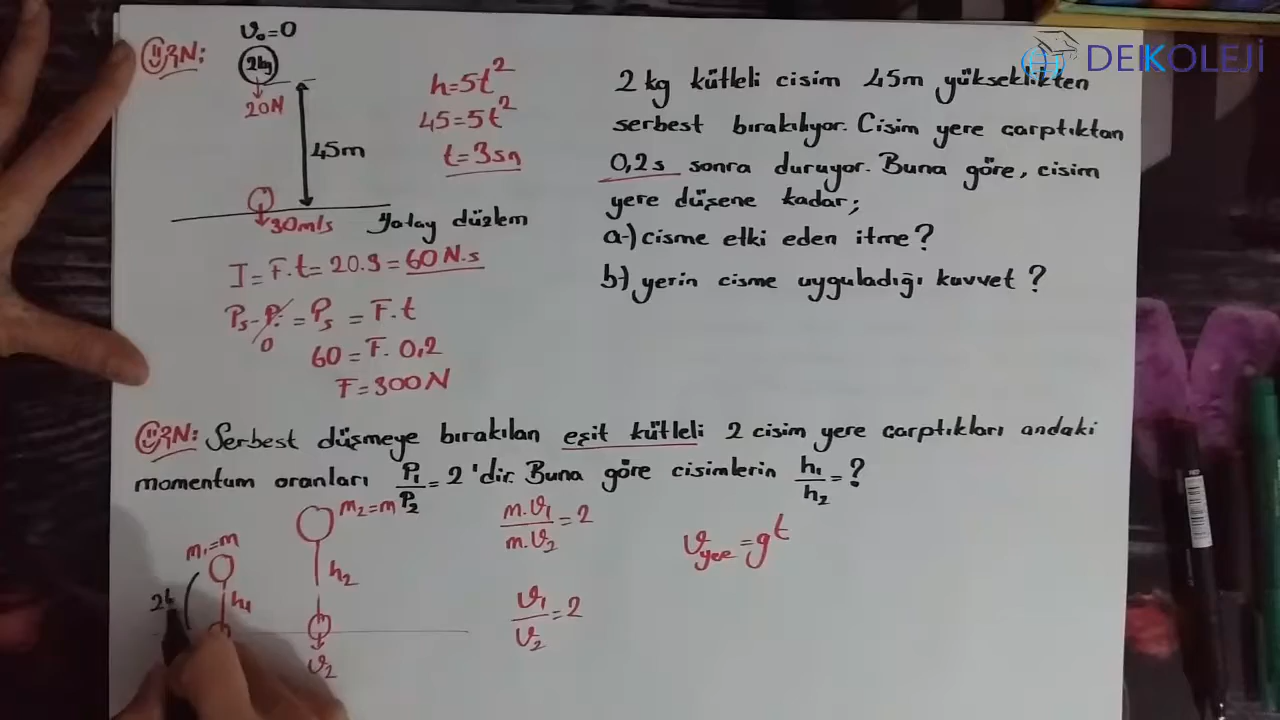 DEKOLEJİ
ÖRN:
V₀=0
2kg
20N
45m
30m/s
Yatay düzlem
h=5t²
45=5t²
t=3sn
I=F.t=20.3=60N.s
Pₛ-Pᵢ=Pₛ=F.t
0
60=F.0,2
F=300N
2 kg kütleli cisim 45m yükseklikten
serbest bırakılıyor. Cisim yere çarptıktan
0,2s sonra duruyor. Buna göre, cisim
yere düşene kadar;
a-) cisme etki eden itme?
b-) yerin cisme uyguladığı kuvvet?
ÖRN: Serbest düşmeye bırakılan eşit kütleli 2 cisim yere çarptıkları andaki
momentum oranları P₁/P₂=2'dir. Buna göre cisimlerin h₁/h₂=?
m₁=m
h₁
m₂=m
h₂
V₂
m.V₁/m.V₂=2
V₁/V₂=2
Vyere=gt